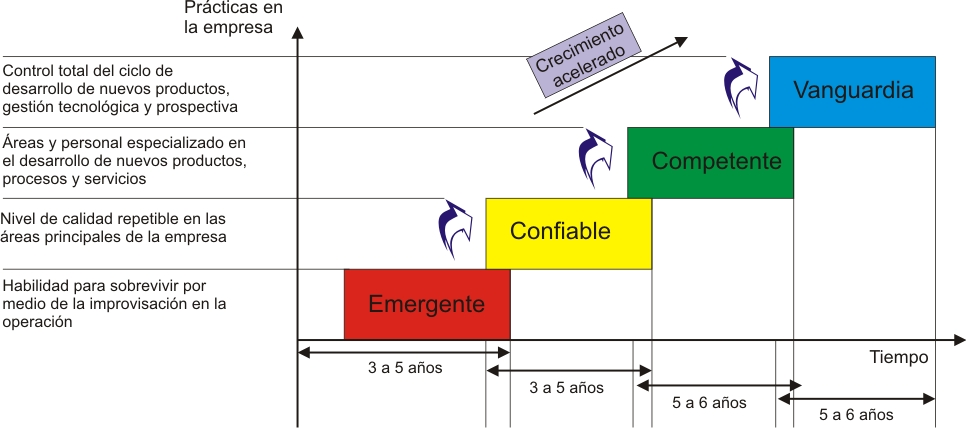 Prácticas en
la empresa
Crecimiento
acelerado
Control total del ciclo de
desarrollo de nuevos productos,
gestión tecnológica y prospectiva
Vanguardia
Áreas y personal especializado en
el desarrollo de nuevos productos,
procesos y servicios
Competente
Nivel de calidad repetible en las
áreas principales de la empresa
Confiable
Habilidad para sobrevivir por
medio de la improvisación en la
operación
Emergente
Tiempo
3 a 5 años
3 a 5 años
5 a 6 años
5 a 6 años